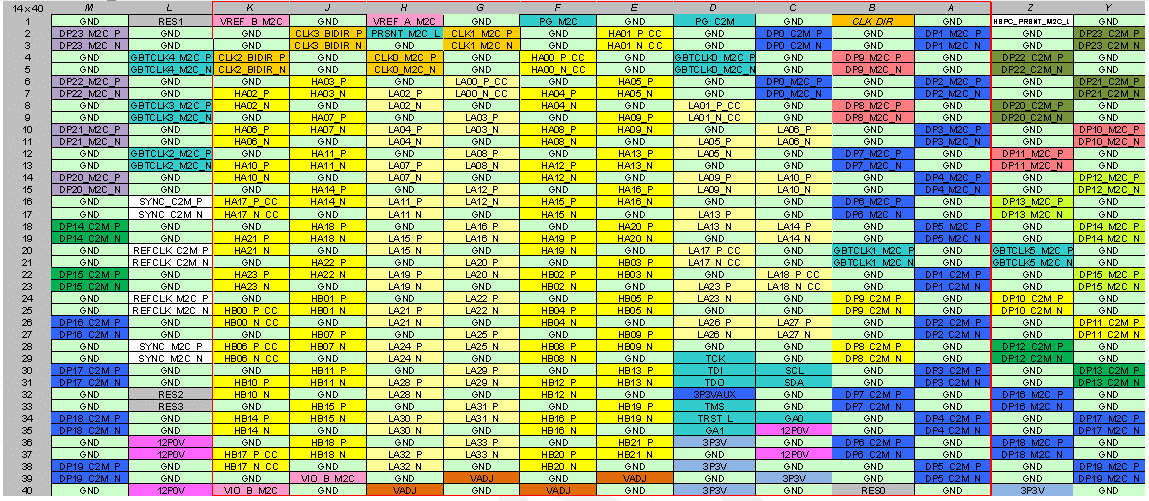 14×40 M L K J H G F E D C B A Z Y
1 GND RES1 VREF_B_M2C GND VREF_A_M2C GND PG_M2C GND PG_C2M GND CLK_DIR GND HBPC_PRSNT_M2C_L GND
2 DP23_M2C_P GND GND CLK3_BIDIR_P PRSNT_M2C_L CLK1_M2C_P GND HA01_P_CC GND DP0_C2M_P GND DP1_M2C_P GND DP23_C2M_P
3 DP23_M2C_N GND GND CLK3_BIDIR_N GND CLK1_M2C_N GND HA01_N_CC GND DP0_C2M_N GND DP1_M2C_N GND DP23_C2M_N
4 GND GBTCLK4_M2C_P CLK2_BIDIR_P GND CLK0_M2C_P GND HA00_P_CC GND GBTCLK0_M2C_P GND DP9_M2C_P GND DP22_C2M_P GND
5 GND GBTCLK4_M2C_N CLK2_BIDIR_N GND CLK0_M2C_N GND HA00_N_CC GND GBTCLK0_M2C_N GND DP9_M2C_N GND DP22_C2M_N GND
6 DP22_M2C_P GND GND HA03_P GND LA00_P_CC GND HA05_P GND DP0_M2C_P GND DP2_M2C_P GND DP21_C2M_P
7 DP22_M2C_N GND HA02_P HA03_N LA02_P LA00_N_CC HA04_P HA05_N GND DP0_M2C_N GND DP2_M2C_N GND DP21_C2M_N
8 GND GBTCLK3_M2C_P HA02_N GND LA02_N GND HA04_N GND LA01_P_CC GND DP8_M2C_P GND DP20_C2M_P GND
9 GND GBTCLK3_M2C_N GND HA07_P GND LA03_P GND HA09_P LA01_N_CC GND DP8_M2C_N GND DP20_C2M_N GND
10 DP21_M2C_P GND HA06_P HA07_N LA04_P LA03_N HA08_P HA09_N GND LA06_P GND DP3_M2C_P GND DP10_M2C_P
11 DP21_M2C_N GND HA06_N GND LA04_N GND HA08_N GND LA05_P LA06_N GND DP3_M2C_N GND DP10_M2C_N
12 GND GBTCLK2_M2C_P GND HA11_P GND LA08_P GND HA13_P LA05_N GND DP7_M2C_P GND DP11_M2C_P GND
13 GND GBTCLK2_M2C_N HA10_P HA11_N LA07_P LA08_N HA12_P HA13_N GND GND DP7_M2C_N GND DP11_M2C_N GND
14 DP20_M2C_P GND HA10_N GND LA07_N GND HA12_N GND LA09_P LA10_P GND DP4_M2C_P GND DP12_M2C_P
15 DP20_M2C_N GND GND HA14_P GND LA12_P GND HA16_P LA09_N LA10_N GND DP4_M2C_N GND DP12_M2C_N
16 GND SYNC_C2M_P HA17_P_CC HA14_N LA11_P LA12_N HA15_P HA16_N GND GND DP6_M2C_P GND DP13_M2C_P GND
17 GND SYNC_C2M_N HA17_N_CC GND LA11_N GND HA15_N GND LA13_P GND DP6_M2C_N GND DP13_M2C_N GND
18 DP14_C2M_P GND GND HA18_P GND LA16_P GND HA20_P LA13_N LA14_P GND DP5_M2C_P GND DP14_M2C_P
19 DP14_C2M_N GND HA21_P HA18_N LA15_P LA16_N HA19_P HA20_N GND LA14_N GND DP5_M2C_N GND DP14_M2C_N
20 GND REFCLK_C2M_P HA21_N GND LA15_N GND HA19_N GND LA17_P_CC GND GBTCLK1_M2C_P GND GBTCLK5_M2C_P GND
21 GND REFCLK_C2M_N GND HA22_P GND LA20_P GND HB03_P LA17_N_CC GND GBTCLK1_M2C_N GND GBTCLK5_M2C_N GND
22 DP15_C2M_P GND HA23_P HA22_N LA19_P LA20_N HB02_P HB03_N GND LA18_P_CC GND DP1_C2M_P GND DP15_M2C_P
23 DP15_C2M_N GND HA23_N GND LA19_N GND HB02_N GND LA23_P LA18_N_CC GND DP1_C2M_N GND DP15_M2C_N
24 GND REFCLK_M2C_P GND HB01_P GND LA22_P GND HB05_P LA23_N GND DP9_C2M_P GND DP10_C2M_P GND
25 GND REFCLK_M2C_N HB00_P_CC HB01_N LA21_P LA22_N HB04_P HB05_N GND GND DP9_C2M_N GND DP10_C2M_N GND
26 DP16_C2M_P GND HB00_N_CC GND LA21_N GND HB04_N GND LA26_P LA27_P GND DP2_C2M_P GND DP11_C2M_P
27 DP16_C2M_N GND GND HB07_P GND LA25_P GND HB09_P LA26_N LA27_N GND DP2_C2M_N GND DP11_C2M_N
28 GND SYNC_M2C_P HB06_P_CC HB07_N LA24_P LA25_N HB08_P HB09_N GND GND DP8_C2M_P GND DP12_C2M_P GND
29 GND SYNC_M2C_N HB06_N_CC GND LA24_N GND HB08_N GND TCK GND DP8_C2M_N GND DP12_C2M_N GND
30 DP17_C2M_P GND GND HB11_P GND LA29_P GND HB13_P TDI SCL GND DP3_C2M_P GND DP13_C2M_P
31 DP17_C2M_N GND HB10_P HB11_N LA28_P LA29_N HB12_P HB13_N TDO SDA GND DP3_C2M_N GND DP13_C2M_N
32 GND RES2 HB10_N GND LA28_N GND HB12_N GND 3P3VAUX GND DP7_C2M_P GND DP16_M2C_P GND
33 GND RES3 GND HB15_P GND LA31_P GND HB19_P TMS GND DP7_C2M_N GND DP16_M2C_N GND
34 DP18_C2M_P GND HB14_P HB15_N LA30_P LA31_N HB16_P HB19_N TRST_L GA0 GND DP4_C2M_P GND DP17_M2C_P
35 DP18_C2M_N GND HB14_N GND LA30_N GND HB16_N GND GA1 12P0V GND DP4_C2M_N GND DP17_M2C_N
36 GND 12P0V GND HB18_P GND LA33_P GND HB21_P 3P3V GND DP6_C2M_P GND DP18_M2C_P GND
37 GND 12P0V HB17_P_CC HB18_N LA32_P LA33_N HB20_P HB21_N GND 12P0V DP6_C2M_N GND DP18_M2C_N GND
38 DP19_C2M_P GND HB17_N_CC GND LA32_N GND HB20_N GND 3P3V GND GND DP5_C2M_P GND DP19_M2C_P
39 DP19_C2M_N GND GND VIO_B_M2C GND VADJ GND VADJ GND 3P3V GND DP5_C2M_N GND DP19_M2C_N
40 GND 12P0V VIO_B_M2C GND VADJ GND VADJ GND 3P3V GND RES0 GND 3P3V GND